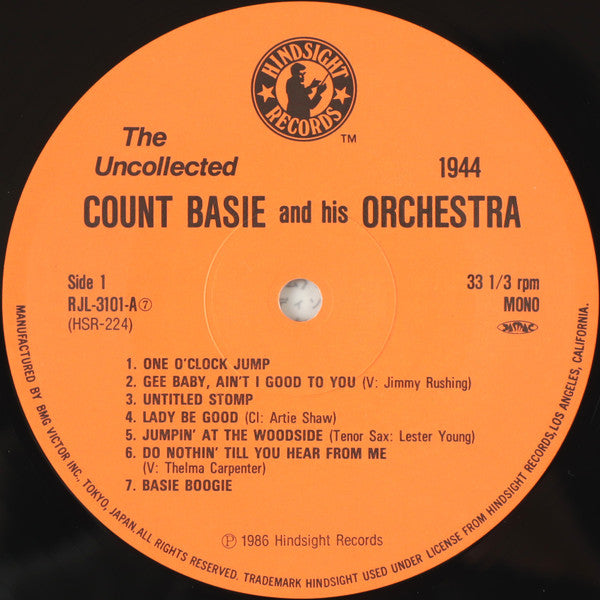 HINDSIGHT
RECORDS
TM
The
Uncollected
1944
COUNT BASIE and his ORCHESTRA
Side 1
33 1/3 rpm
RJL-3101-A⑦
MONO
(HSR-224)
JASRAC
1. ONE O'CLOCK JUMP
2. GEE BABY, AIN'T I GOOD TO YOU (V: Jimmy Rushing)
3. UNTITLED STOMP
4. LADY BE GOOD (Cl: Artie Shaw)
5. JUMPIN' AT THE WOODSIDE (Tenor Sax: Lester Young)
6. DO NOTHIN' TILL YOU HEAR FROM ME
(V: Thelma Carpenter)
7. BASIE BOOGIE
Ⓟ 1986 Hindsight Records
MANUFACTURED BY BMG VICTOR INC., TOKYO, JAPAN. ALL RIGHTS RESERVED. TRADEMARK HINDSIGHT USED UNDER LICENSE FROM HINDSIGHT RECORDS, LOS ANGELES, CALIFORNIA.